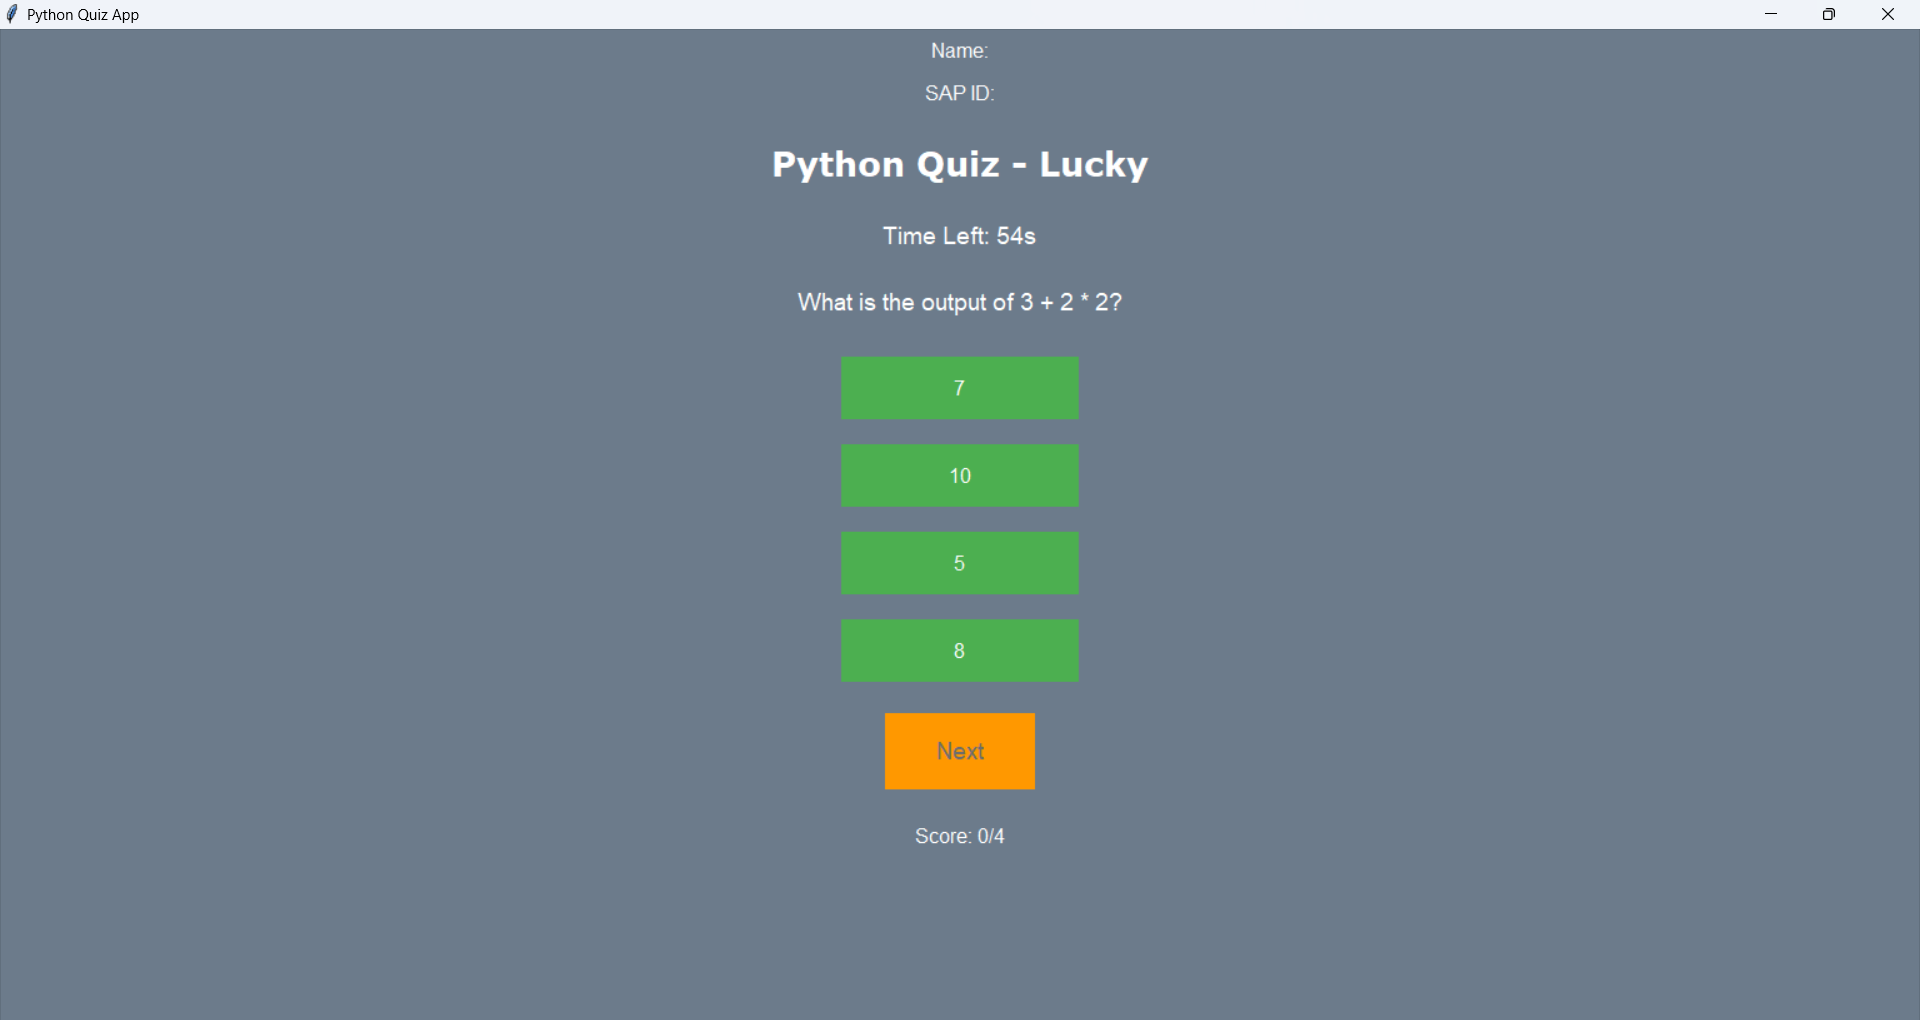 Python Quiz App
Name:
SAP ID:
Python Quiz - Lucky
Time Left: 54s
What is the output of 3 + 2 * 2?
7
10
5
8
Next
Score: 0/4